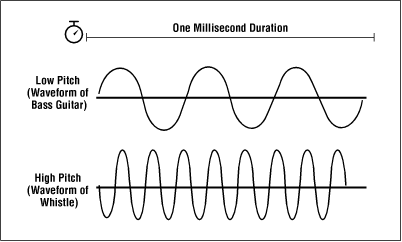 One Millisecond Duration
Low Pitch
(Waveform of
Bass Guitar)
High Pitch
(Waveform of
Whistle)